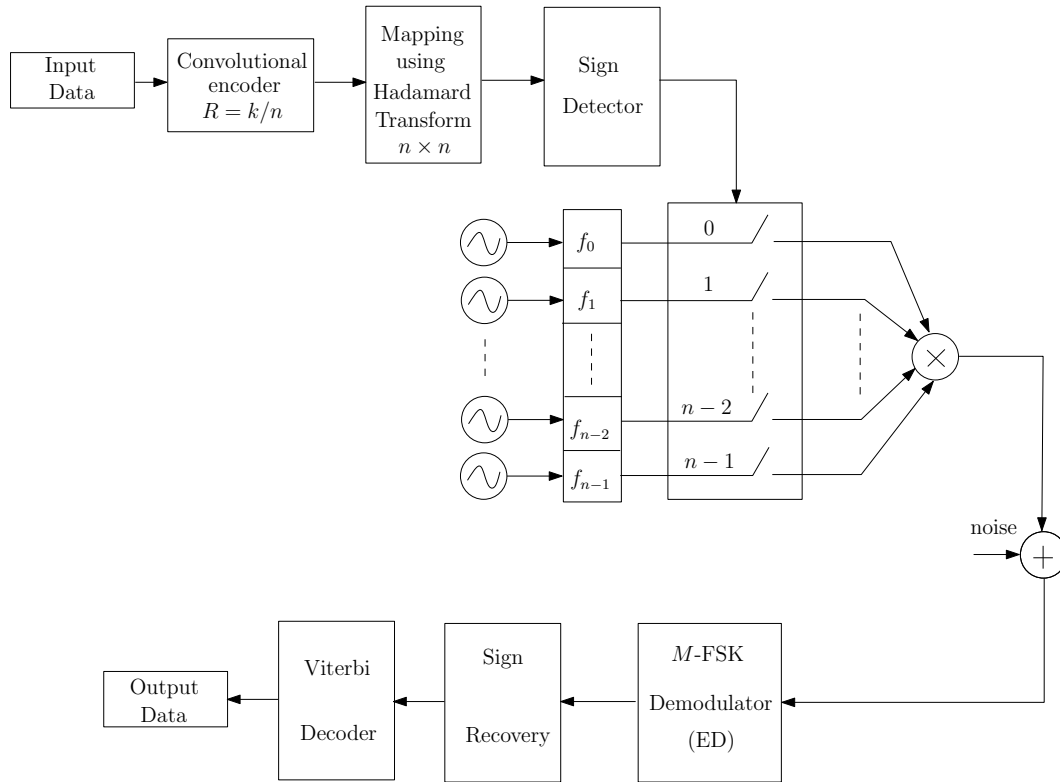 Input
Data
Convolutional
encoder
R = k/n
Mapping
using
Hadamard
Transform
n × n
Sign
Detector
f₀
f₁
fₙ₋₂
fₙ₋₁
0
1
n − 2
n − 1
×
noise
+
M-FSK
Demodulator
(ED)
Sign
Recovery
Viterbi
Decoder
Output
Data